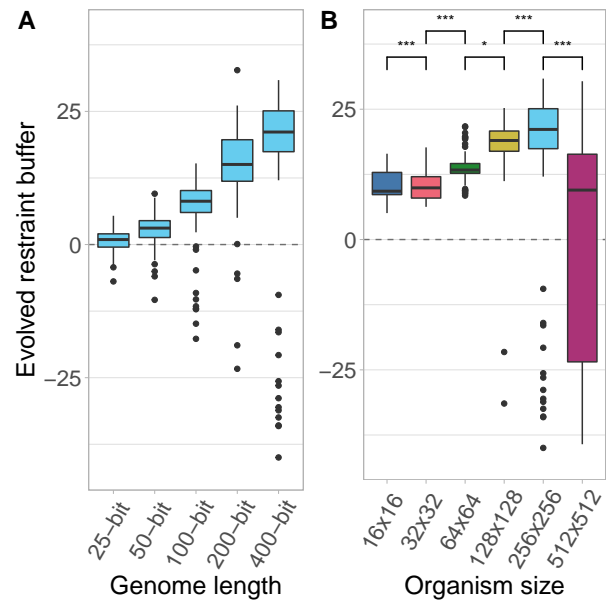 A
Evolved restraint buffer
25
0
−25
25−bit
50−bit
100−bit
200−bit
400−bit
Genome length
B
***
***
*
***
***
25
0
−25
16x16
32x32
64x64
128x128
256x256
512x512
Organism size